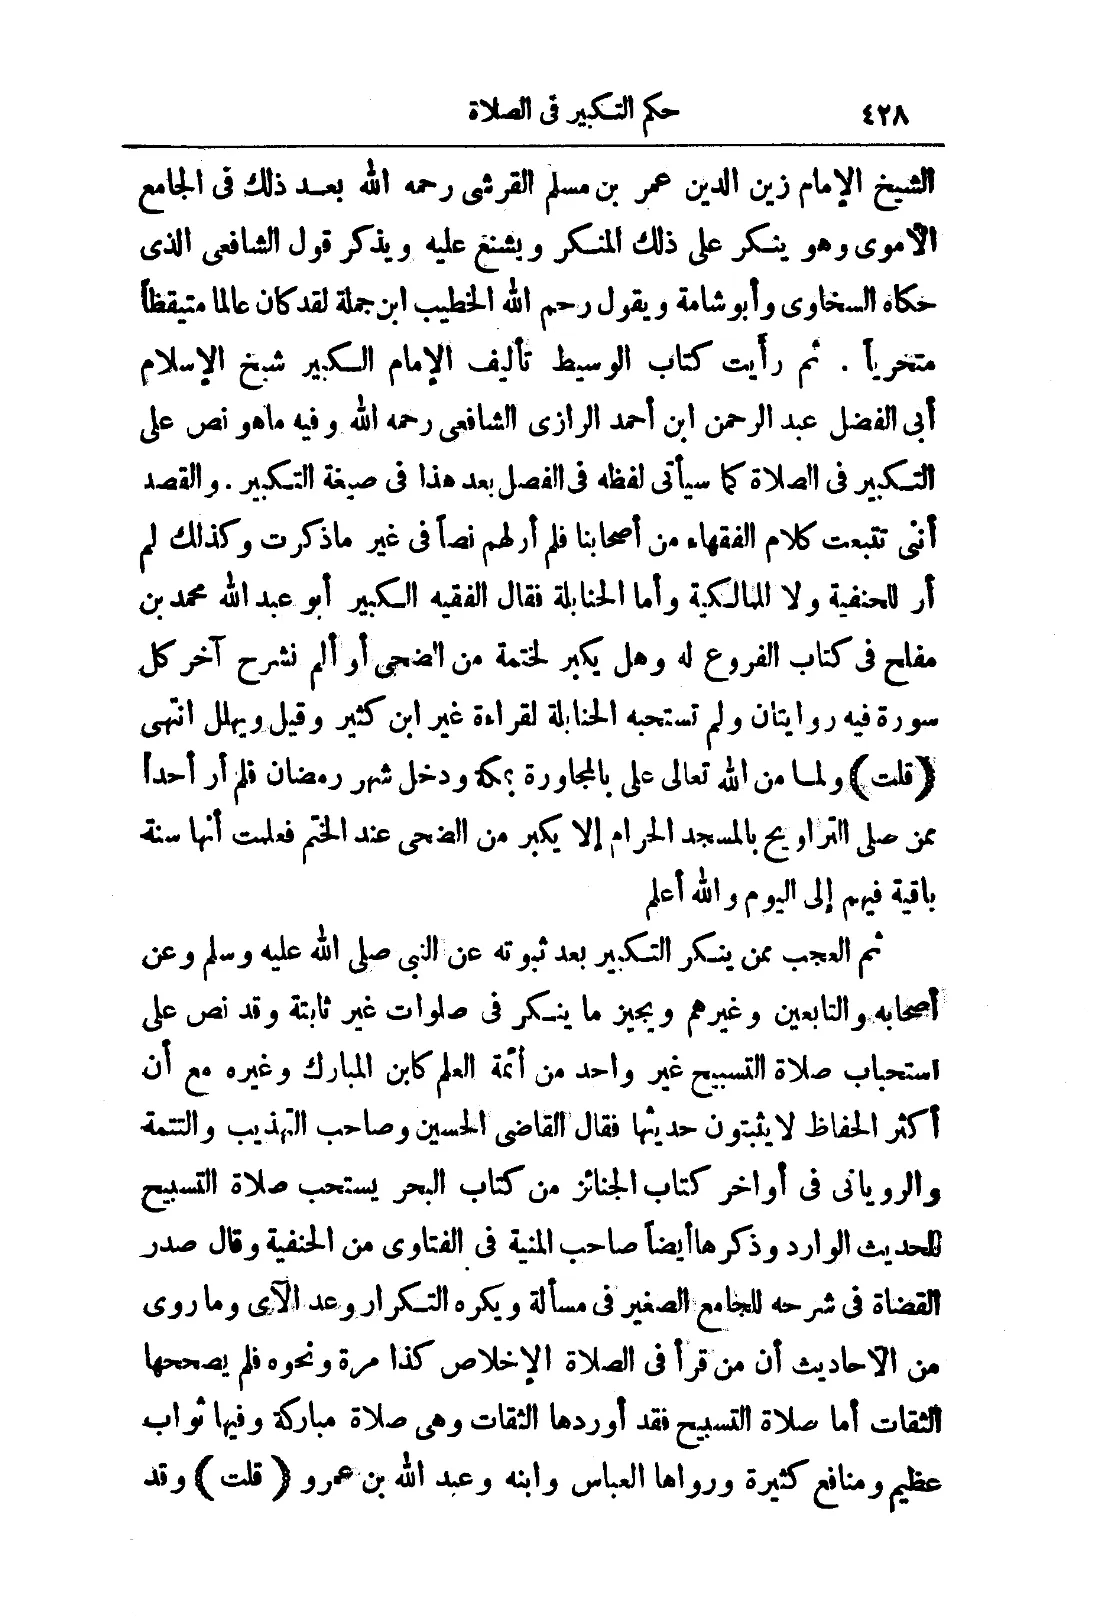 ٤٢٨ حكم التكبير فى الصلاة
الشيخ الإمام زين الدين عمر بن مسلم القرشى رحمه الله بعد ذلك فى الجامع
الأموى وهو ينكر على ذلك المنكر ويشنع عليه ويذكر قول الشافعى الذى
حكاه السخاوى وأبو شامة ويقول رحم الله الخطيب ابن جملة لقد كان عالما متيقظاً
متحرياً . ثم رأيت كتاب الوسيط تأليف الإمام الكبير شيخ الإسلام
أبى الفضل عبد الرحمن ابن أحمد الرازى الشافعى رحمه الله وفيه ماهو نص على
التكبير فى الصلاة كما سيأتى لفظه فى الفصل بعد هذا فى صيغة التكبير . والقصد
أننى تتبعت كلام الفقهاء من أصحابنا فلم أر لهم نصاً فى غير ماذكرت وكذلك لم
أر للحنفية ولا المالكية وأما الحنابلة فقال الفقيه الكبير أبو عبد الله محمد بن
مفلح فى كتاب الفروع له وهل يكبر لختمة من الضحى أو ألم نشرح آخر كل
سورة فيه روايتان ولم تستحبه الحنابلة لقراءة غير ابن كثير وقيل ويهلل انتهى
(قلت) ولما من الله تعالى على بالمجاورة بمكة ودخل شهر رمضان فلم أر أحداً
ممن صلى التراويح بالمسجد الحرام إلا يكبر من الضحى عند الختم فعلمت أنها سنة
باقية فيهم إلى اليوم والله أعلم
ثم العجب ممن ينكر التكبير بعد ثبوته عن النبى صلى الله عليه وسلم وعن
أصحابه والتابعين وغيرهم ويجيز ما ينكر فى صلوات غير ثابتة وقد نص على
استحباب صلاة التسبيح غير واحد من أئمة العلم كابن المبارك وغيره مع أن
أكثر الحفاظ لايثبتون حديثها فقال القاضى الحسين وصاحب التهذيب والتتمة
والرويانى فى أواخر كتاب الجنائز من كتاب البحر يستحب صلاة التسبيح
للحديث الوارد وذكرها أيضاً صاحب المنية فى الفتاوى من الحنفية وقال صدر
القضاة فى شرحه للجامع الصغير فى مسألة ويكره التكرار وعد الآى وما روى
من الاحاديث أن من قرأ فى الصلاة الإخلاص كذا مرة ونحوه فلم يصححها
الثقات أما صلاة التسبيح فقد أوردها الثقات وهى صلاة مباركة وفيها ثواب
عظيم ومنافع كثيرة ورواها العباس وابنه وعبد الله بن عمرو ( قلت ) وقد